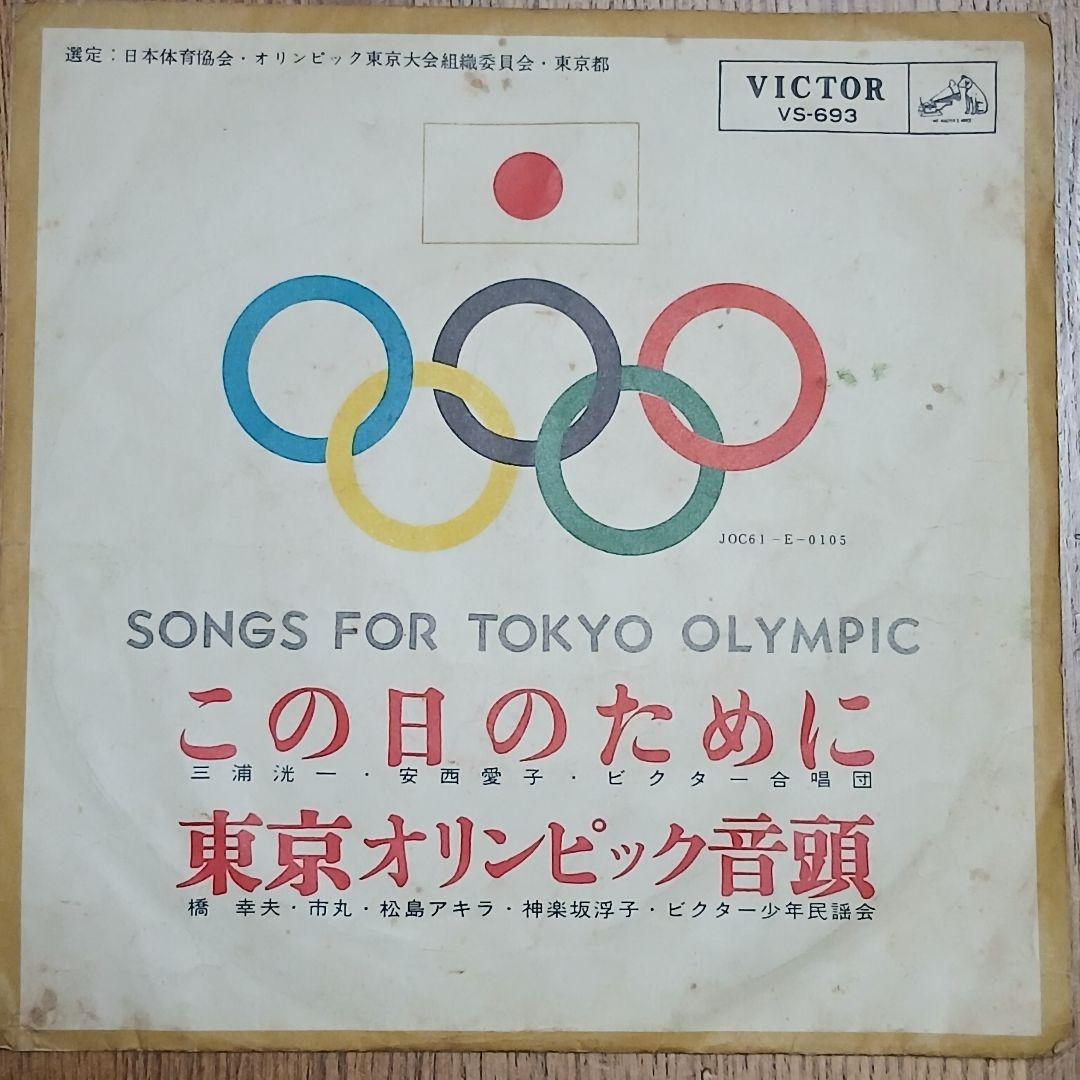 選定：日本体育協会・オリンピック東京大会組織委員会・東京都
VICTOR
VS-693
JOC61-E-0105
SONGS FOR TOKYO OLYMPIC
この日のために
三浦洸一・安西愛子・ビクター合唱団
東京オリンピック音頭
橋 幸夫・市丸・松島アキラ・神楽坂浮子・ビクター少年民謡会